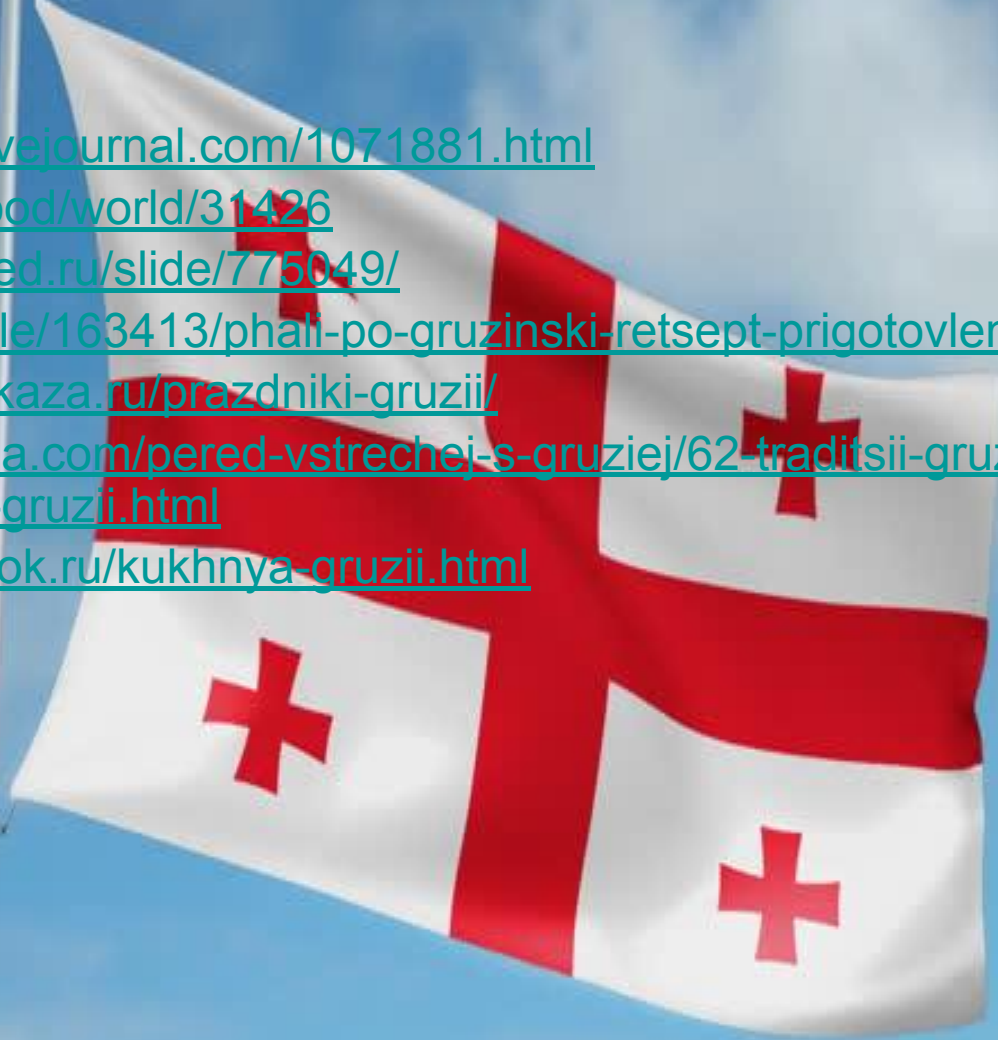 vejournal.com/1071881.html
ood/world/31426
ed.ru/slide/775049/
le/163413/phali-po-gruzinski-retsept-prigotovlen
kaza.ru/prazdniki-gruzii/
a.com/pered-vstrechej-s-gruziej/62-traditsii-gruz
-gruzii.html
ok.ru/kukhnya-gruzii.html